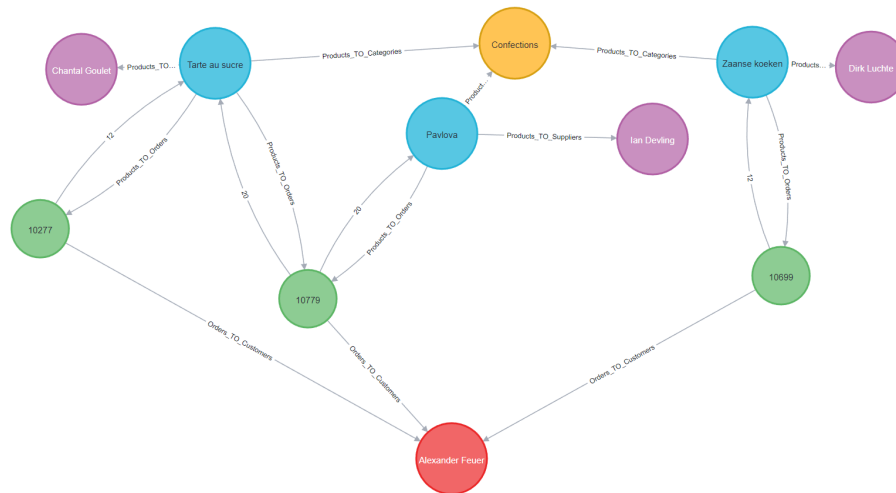 Confections
Products_TO_Categories
Products_TO_Categories
Chantal Goulet
Products_TO...
Tarte au sucre
Zaanse koeken
Products...
Dirk Luchte
Product...
Pavlova
Products_TO_Suppliers
Ian Devling
12
Products_TO_Orders
Products_TO_Orders
20
20
Products_TO_Orders
12
Products_TO_Orders
10277
10779
10699
Orders_TO_Customers
Orders_TO_Customers
Orders_TO_Customers
Alexander Feuer